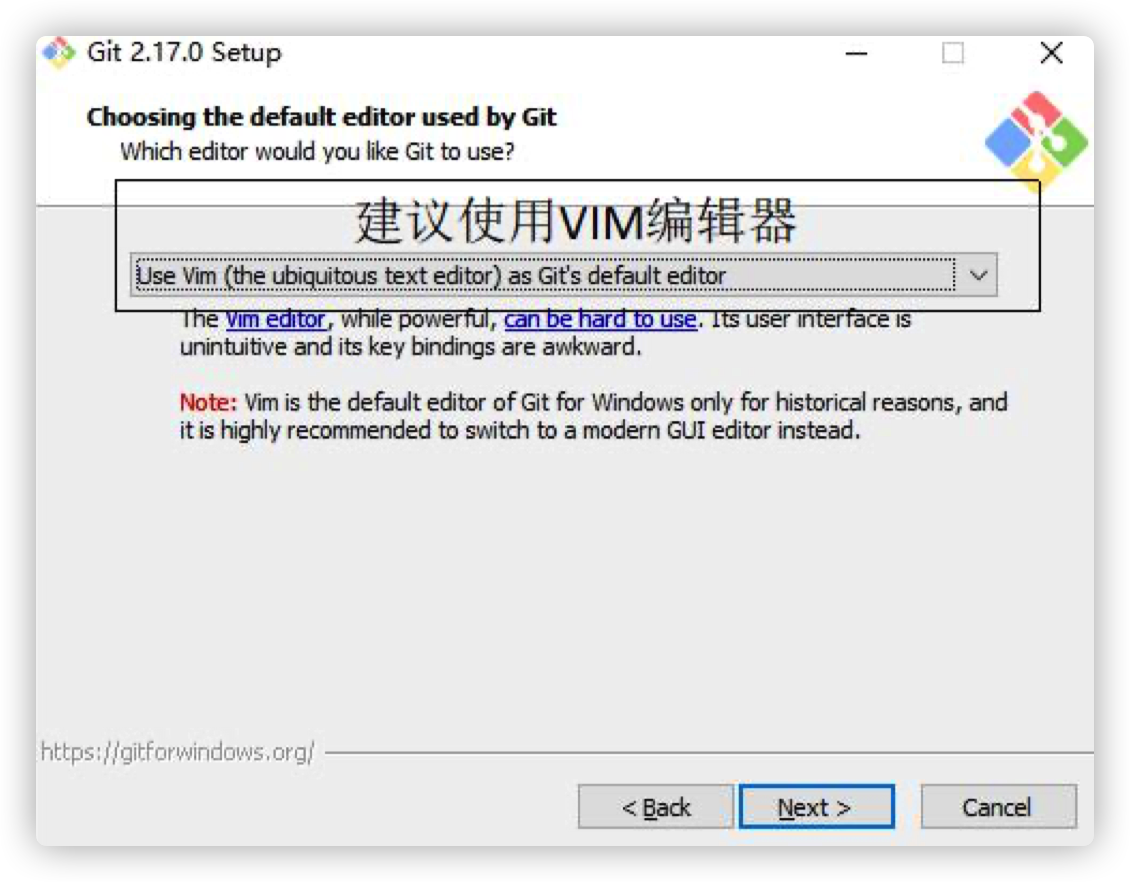 Git 2.17.0 Setup
Choosing the default editor used by Git
Which editor would you like Git to use?
建议使用VIM编辑器
Use Vim (the ubiquitous text editor) as Git's default editor
The Vim editor, while powerful, can be hard to use. Its user interface is
unintuitive and its key bindings are awkward.
Note: Vim is the default editor of Git for Windows only for historical reasons, and
it is highly recommended to switch to a modern GUI editor instead.
https://gitforwindows.org/
< Back
Next >
Cancel